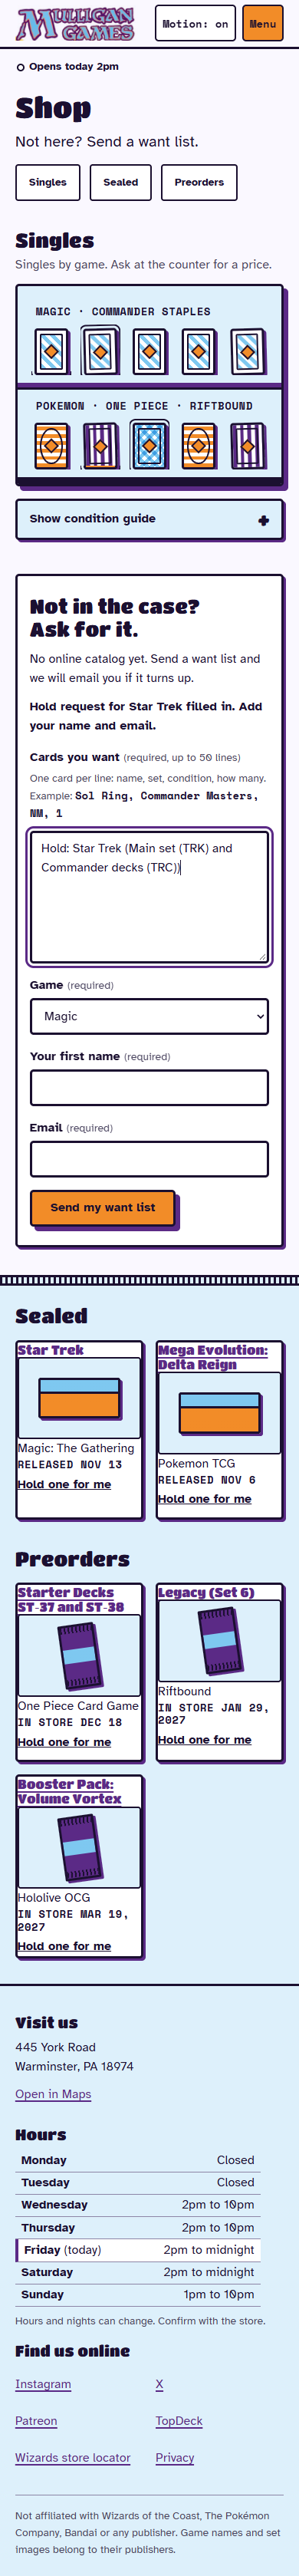 MULLIGAN
GAMES
Motion: on
Menu
Opens today 2pm
Shop
Not here? Send a want list.
Singles
Sealed
Preorders
Singles
Singles by game. Ask at the counter for a price.
MAGIC · COMMANDER STAPLES
POKEMON · ONE PIECE · RIFTBOUND
Show condition guide
Not in the case?
Ask for it.
No online catalog yet. Send a want list and
we will email you if it turns up.
Hold request for Star Trek filled in. Add
your name and email.
Cards you want (required, up to 50 lines)
One card per line: name, set, condition, how many.
Example: Sol Ring, Commander Masters,
NM, 1
Hold: Star Trek (Main set (TRK) and
Commander decks (TRC))
Game (required)
Magic
Your first name (required)
Email (required)
Send my want list
Sealed
Star Trek
Magic: The Gathering
RELEASED NOV 13
Hold one for me
Mega Evolution:
Delta Reign
Pokemon TCG
RELEASED NOV 6
Hold one for me
Preorders
Starter Decks
ST-37 and ST-38
One Piece Card Game
IN STORE DEC 18
Hold one for me
Legacy (Set 6)
Riftbound
IN STORE JAN 29,
2027
Hold one for me
Booster Pack:
Volume Vortex
Hololive OCG
IN STORE MAR 19,
2027
Hold one for me
Visit us
445 York Road
Warminster, PA 18974
Open in Maps
Hours
Monday Closed
Tuesday Closed
Wednesday 2pm to 10pm
Thursday 2pm to 10pm
Friday (today) 2pm to midnight
Saturday 2pm to midnight
Sunday 1pm to 10pm
Hours and nights can change. Confirm with the store.
Find us online
Instagram
X
Patreon
TopDeck
Wizards store locator
Privacy
Not affiliated with Wizards of the Coast, The Pokémon
Company, Bandai or any publisher. Game names and set
images belong to their publishers.